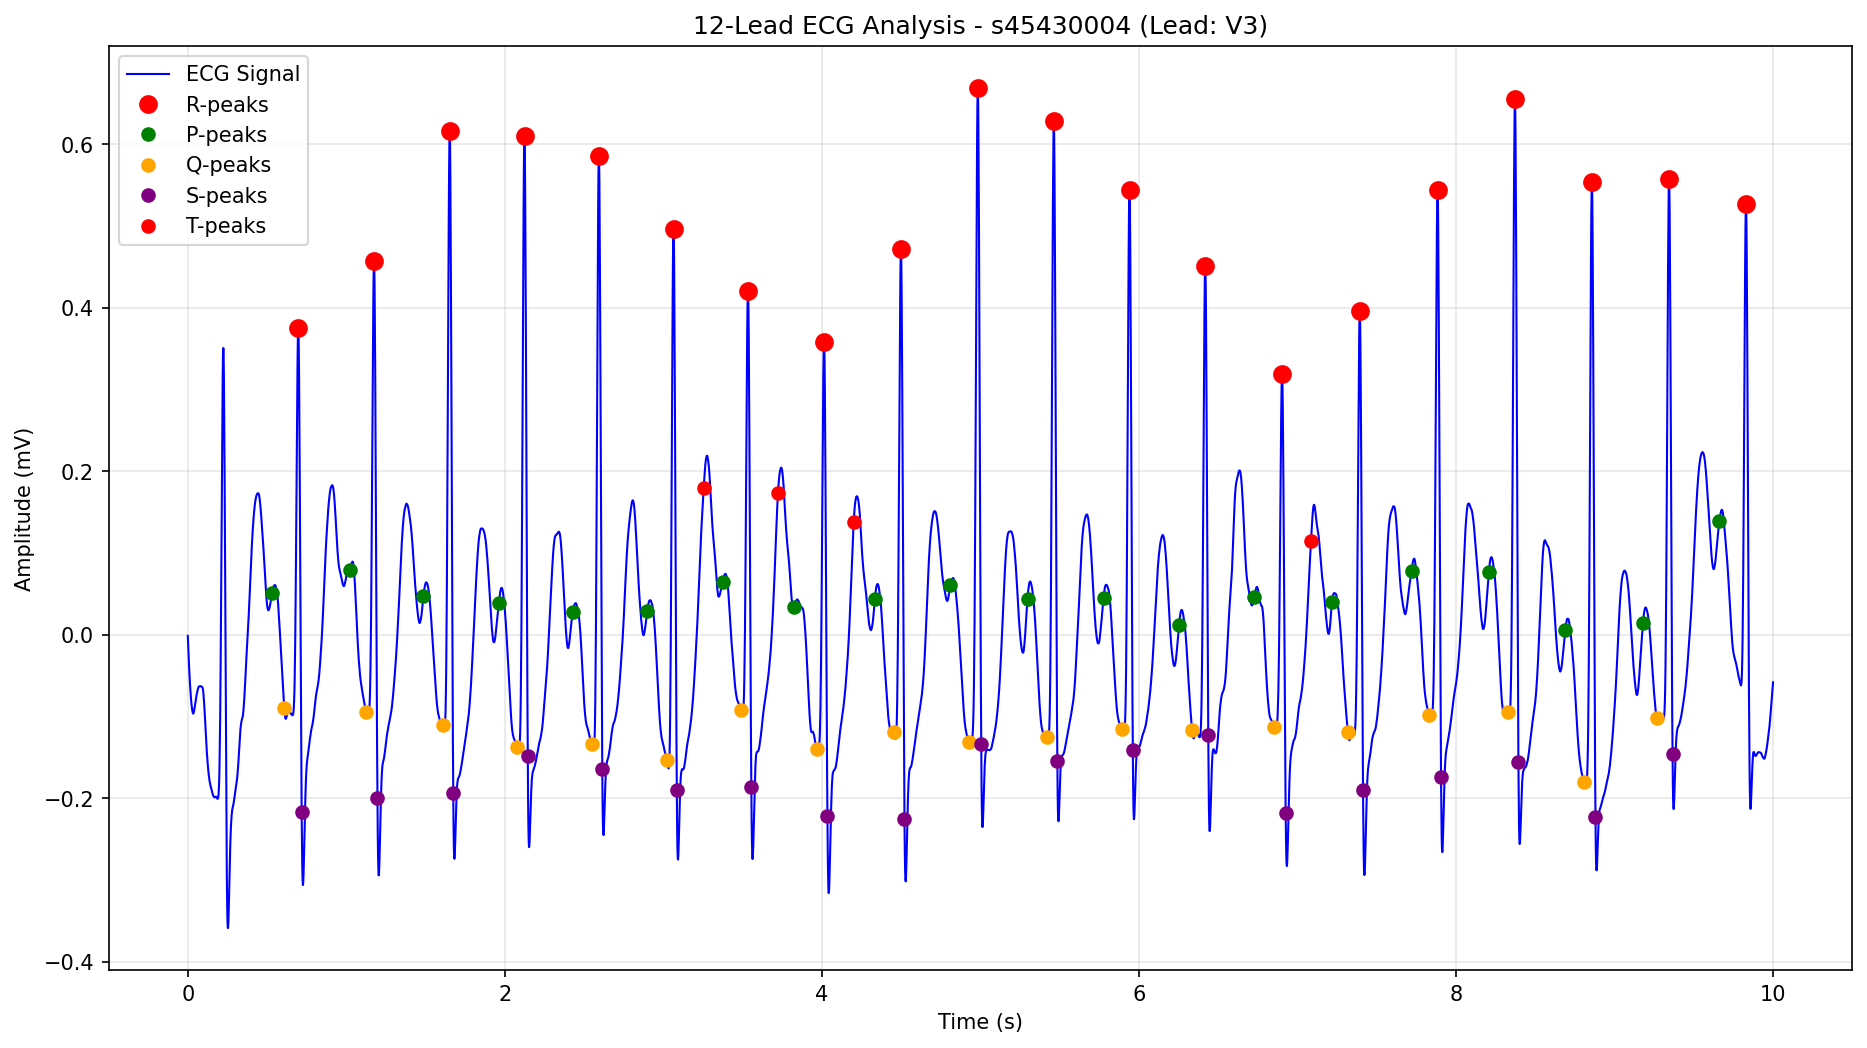 12-Lead ECG Analysis - s45430004 (Lead: V3)
ECG Signal
R-peaks
P-peaks
Q-peaks
S-peaks
T-peaks
Amplitude (mV)
0.6
0.4
0.2
0.0
−0.2
−0.4
0 2 4 6 8 10
Time (s)